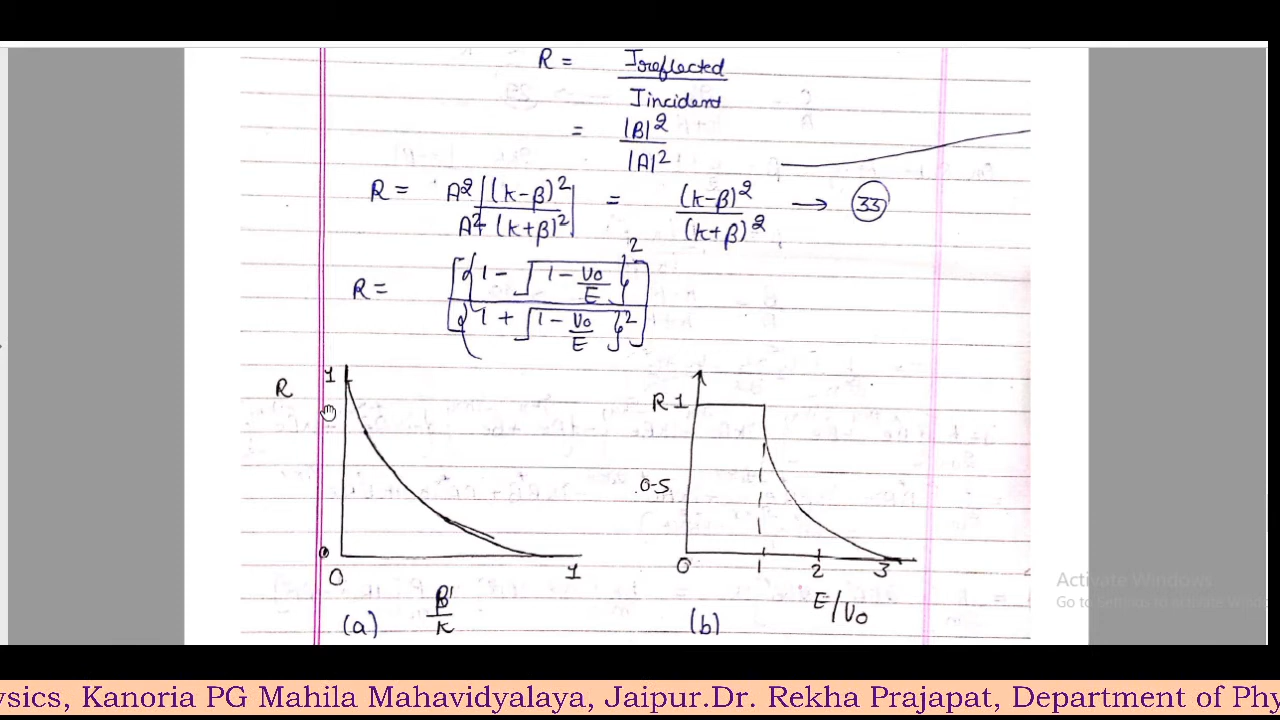 R = Jreflected
Jincident
= |B|²
|A|²
R = A²|(k-β)²| = (k-β)² → 33
A² (k+β)² (k+β)²
R = [{1 - √1 - V₀/E}²]
[{1 + √1 - V₀/E}²]
R 1
R 1
0.5
0 1
0 1 2 3
β/k
E/V₀
(a) (b)
Activate Windows
Go to Settings to activate Windows
ysics, Kanoria PG Mahila Mahavidyalaya, Jaipur.Dr. Rekha Prajapat, Department of Phy